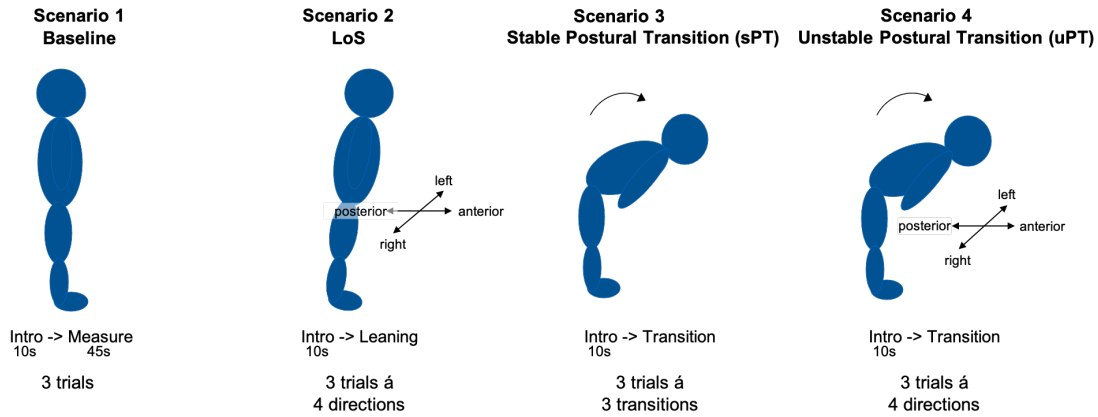 Scenario 1
Baseline
Scenario 2
LoS
Scenario 3
Stable Postural Transition (sPT)
Scenario 4
Unstable Postural Transition (uPT)
left
posterior
anterior
right
left
posterior
anterior
right
Intro -> Measure
10s 45s
3 trials
Intro -> Leaning
10s
3 trials á
4 directions
Intro -> Transition
10s
3 trials á
3 transitions
Intro -> Transition
10s
3 trials á
4 directions